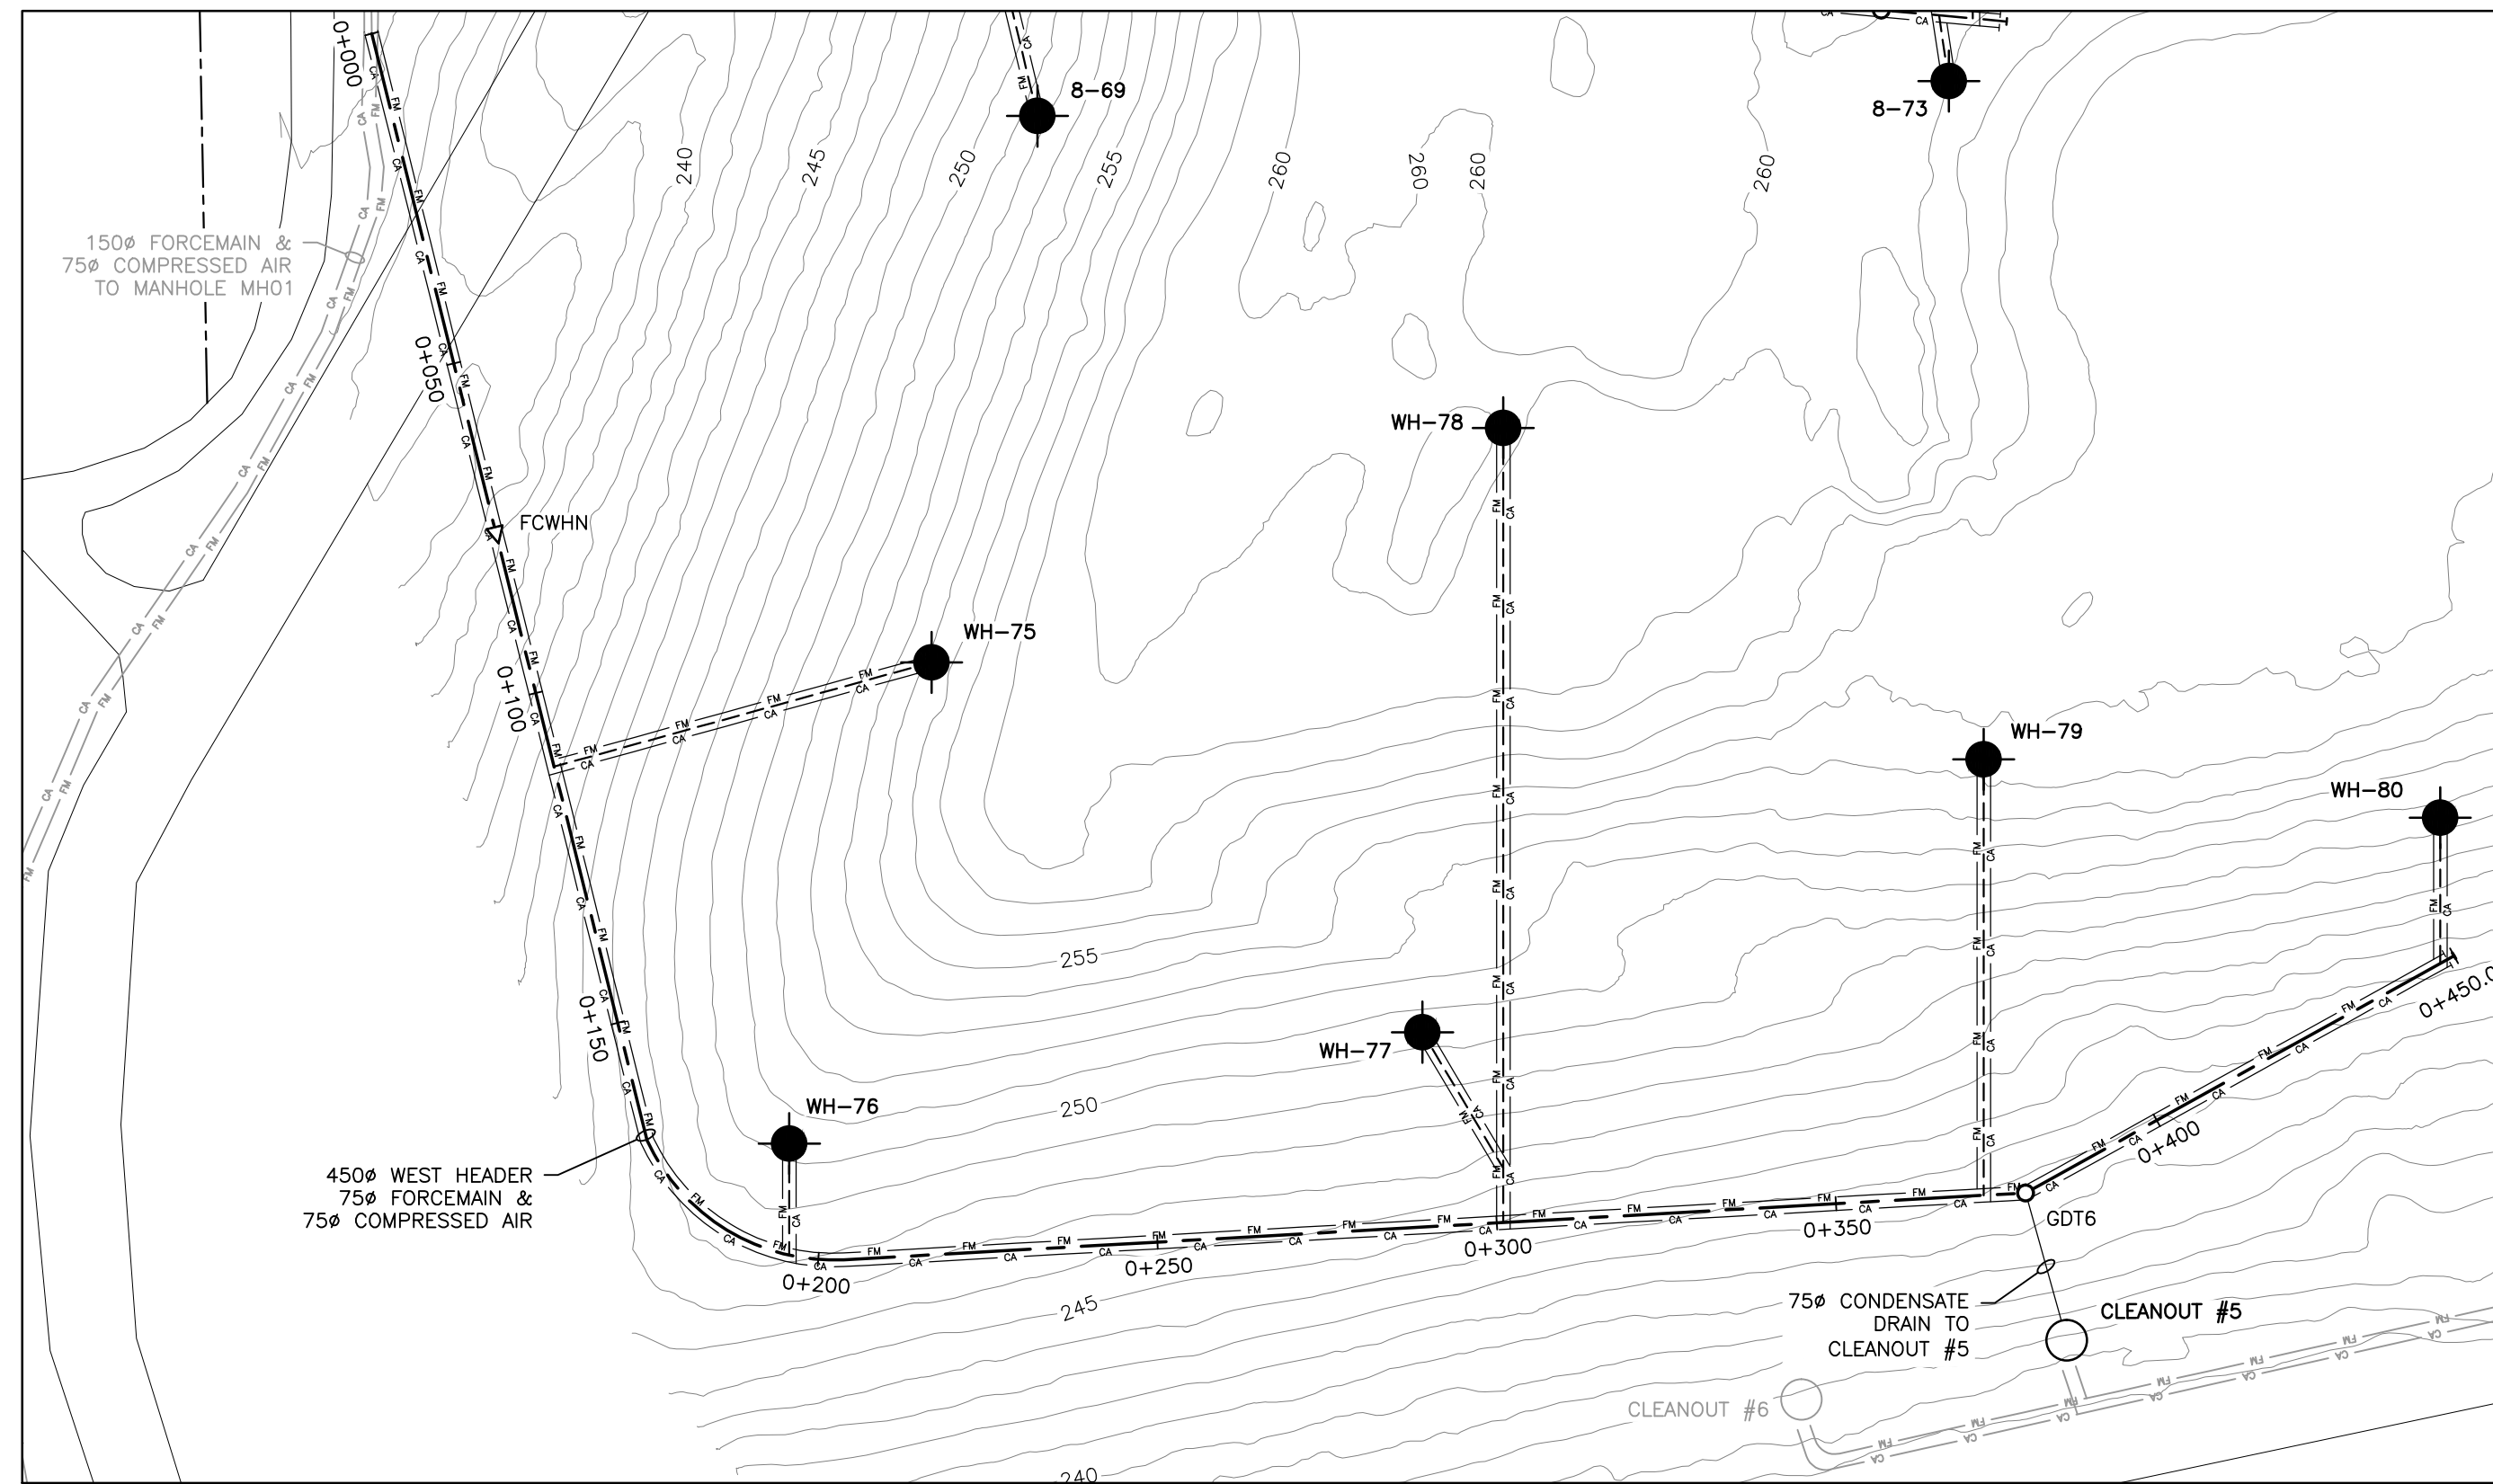 0+000
8-69
8-73
240
245
250
255
260
260
260
260
150ø FORCEMAIN &
75ø COMPRESSED AIR
TO MANHOLE MH01
0+050
WH-78
FCWHN
WH-75
0+100
WH-79
WH-80
255
0+150
WH-77
0+450.0
250
WH-76
0+400
450ø WEST HEADER
75ø FORCEMAIN &
75ø COMPRESSED AIR
GDT6
0+350
0+300
0+250
0+200
245
75ø CONDENSATE
DRAIN TO
CLEANOUT #5
CLEANOUT #5
CLEANOUT #6
240
FM
CA